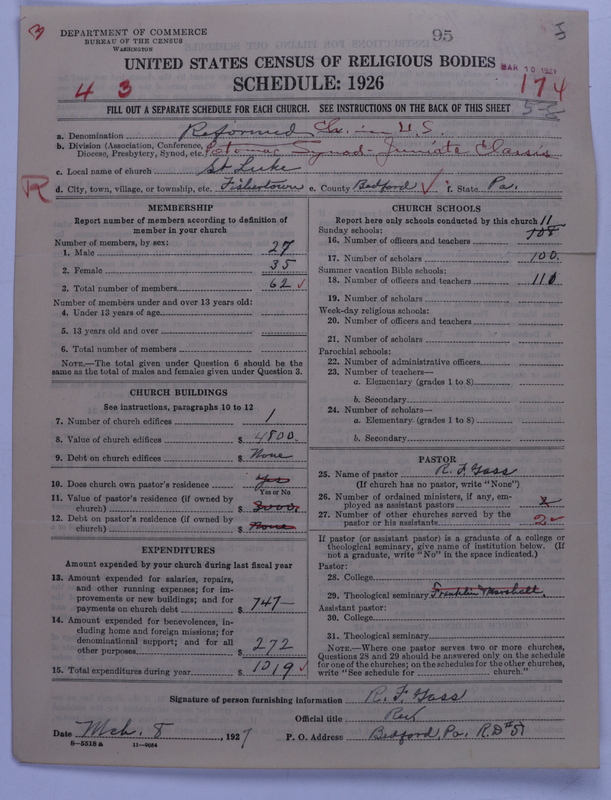 DEPARTMENT OF COMMERCE
BUREAU OF THE CENSUS
WASHINGTON
95
UNITED STATES CENSUS OF RELIGIOUS BODIES
MAR 10 1927
SCHEDULE: 1926
4 3
174
FILL OUT A SEPARATE SCHEDULE FOR EACH CHURCH. SEE INSTRUCTIONS ON THE BACK OF THIS SHEET
a. Denomination Reformed Ch. in U.S.
b. Division (Association, Conference, Diocese, Presbytery, Synod, etc. Potomac Synod - Juniata Classis
c. Local name of church St Luke
R
d. City, town, village, or township, etc. Fishertown e. County Bedford ✓ f. State Pa.
MEMBERSHIP
Report number of members according to definition of
member in your church
Number of members, by sex:
1. Male 27
2. Female 35
3. Total number of members 62 ✓
Number of members under and over 13 years old:
4. Under 13 years of age
5. 13 years old and over
6. Total number of members
NOTE.—The total given under Question 6 should be the
same as the total of males and females given under Question 3.
CHURCH BUILDINGS
See instructions, paragraphs 10 to 12
7. Number of church edifices 1
8. Value of church edifices $ 4800.
9. Debt on church edifices $ None
10. Does church own pastor's residence yes
Yes or No
11. Value of pastor's residence (if owned by
church) $ 3000.
12. Debt on pastor's residence (if owned by
church) $ None
EXPENDITURES
Amount expended by your church during last fiscal year
13. Amount expended for salaries, repairs,
and other running expenses; for im-
provements or new buildings; and for
payments on church debt $ 747—
14. Amount expended for benevolences, in-
cluding home and foreign missions; for
denominational support; and for all
other purposes $ 272
15. Total expenditures during year $ 1019 ✓
CHURCH SCHOOLS
Report here only schools conducted by this church
Sunday schools: 11
16. Number of officers and teachers 108
17. Number of scholars 100.
Summer vacation Bible schools:
18. Number of officers and teachers 110
19. Number of scholars
Week-day religious schools:
20. Number of officers and teachers
21. Number of scholars
Parochial schools:
22. Number of administrative officers
23. Number of teachers—
a. Elementary (grades 1 to 8)
b. Secondary
24. Number of scholars—
a. Elementary (grades 1 to 8)
b. Secondary
PASTOR
25. Name of pastor R. F. Gass
(If church has no pastor, write "None")
26. Number of ordained ministers, if any, em-
ployed as assistant pastors
27. Number of other churches served by the
pastor or his assistants 2 ✓
If pastor (or assistant pastor) is a graduate of a college or
theological seminary, give name of institution below. (If
not a graduate, write "No" in the space indicated.)
Pastor:
28. College
29. Theological seminary Franklin & Marshall.
Assistant pastor:
30. College
31. Theological seminary
NOTE.—Where one pastor serves two or more churches,
Questions 28 and 29 should be answered only on the schedule
for one of the churches; on the schedules for the other churches,
write "See schedule for church."
Signature of person furnishing information R. F. Gass
Official title
Date Mch. 8, 1927
P. O. Address Bedford, Pa. R.D #5
8—5518 a 11—9084